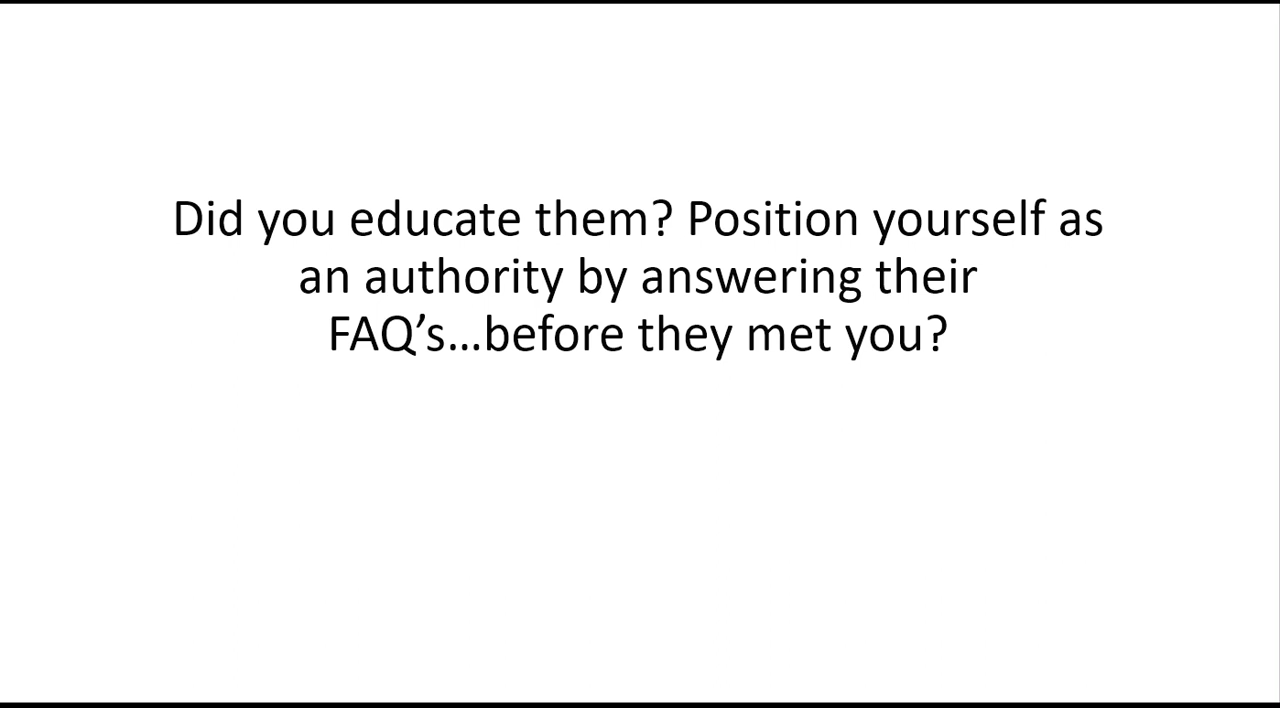 Did you educate them? Position yourself as
an authority by answering their
FAQ’s…before they met you?